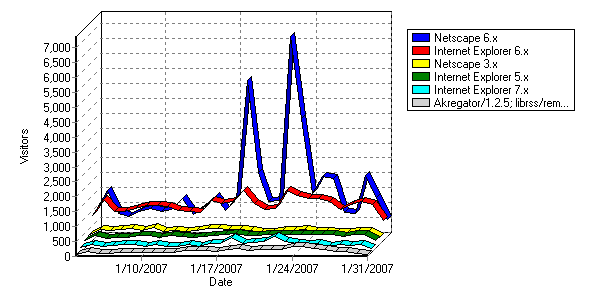 7,000
6,500
6,000
5,500
5,000
4,500
4,000
3,500
3,000
2,500
2,000
1,500
1,000
500
0
Visitors
1/10/2007
1/17/2007
1/24/2007
1/31/2007
Date
Netscape 6.x
Internet Explorer 6.x
Netscape 3.x
Internet Explorer 5.x
Internet Explorer 7.x
Akregator/1.2.5; librss/rem...